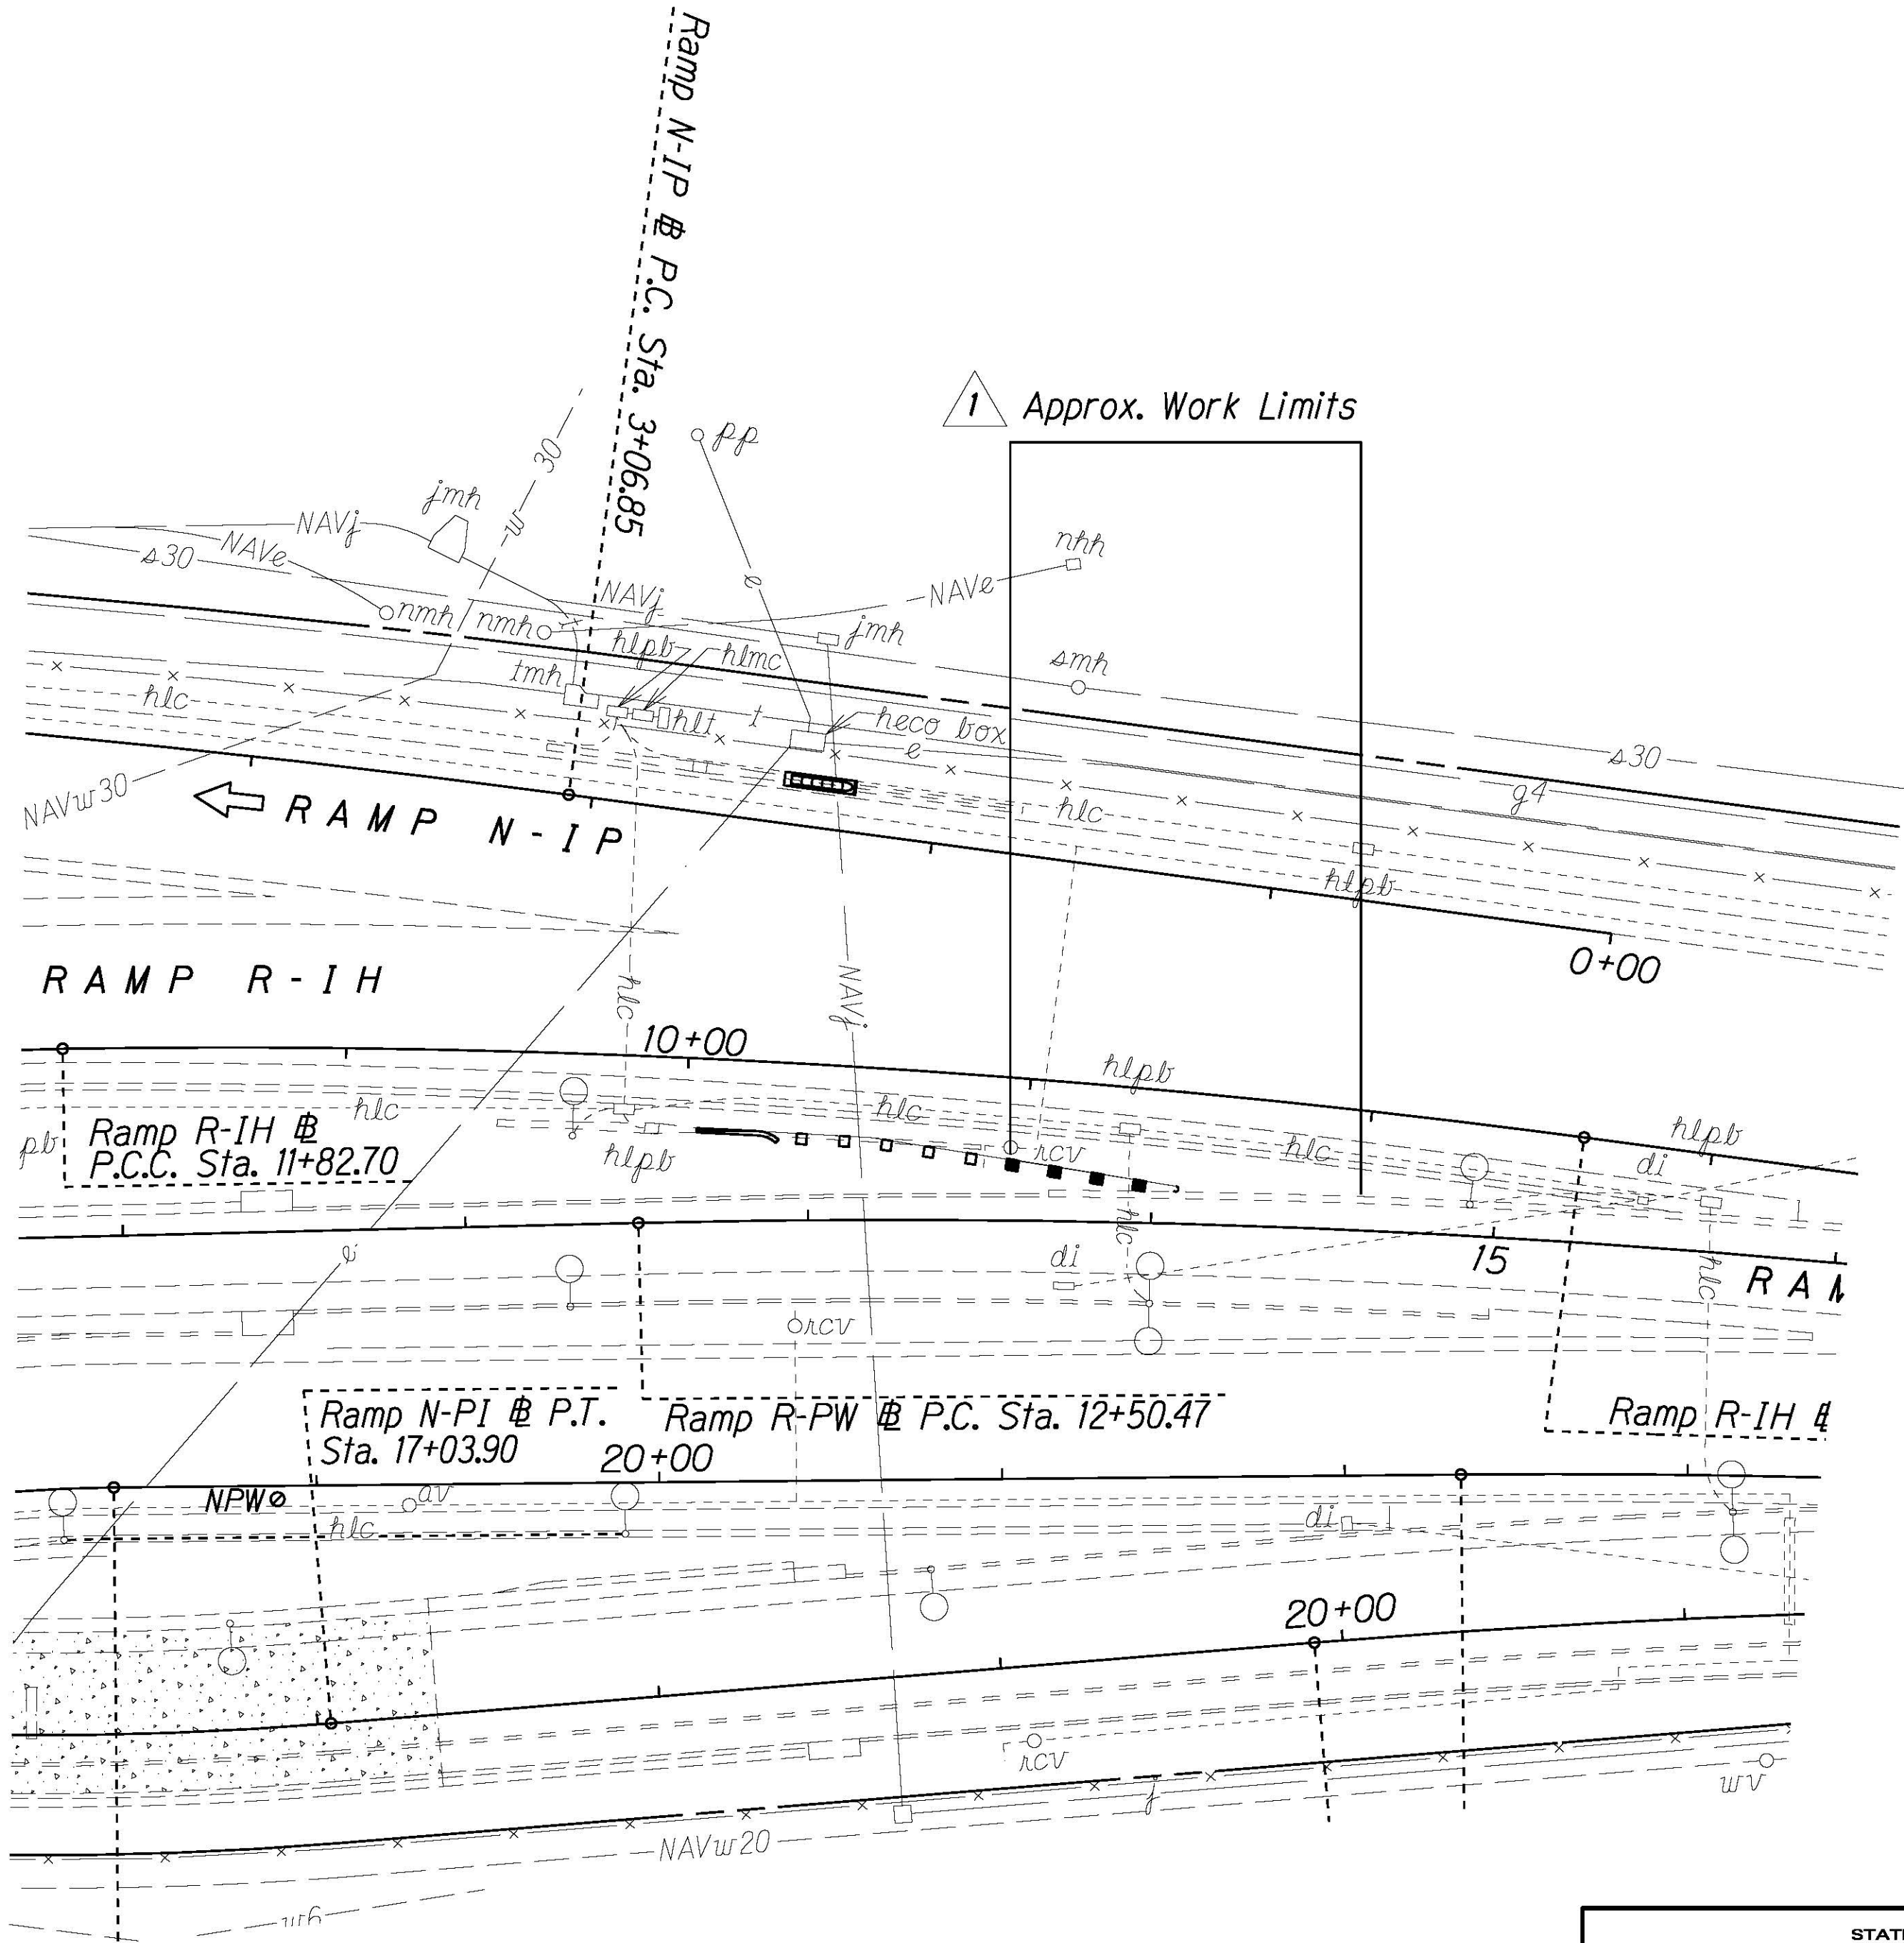 Ramp N-IP ℄ P.C. Sta. 3+06.85
1 Approx. Work Limits
pp
30
w
jmh
NAVj
NAVe
s30
nhh
NAVe
NAVj
nmh
nmh
jmh
e
hlpb
hlmc
smh
tmh
hlc
hlt
t
heco box
e
s30
g4
NAVw30
RAMP N-IP
hlc
hlpb
0+00
RAMP R-IH
hlc
NAVj
10+00
hlpb
hlpb
hlc
hlc
pb
Ramp R-IH
P.C.C. Sta. 11+82.70
hlpb
rcv
hlc
di
hlc
e
di
15
hlc
RAM
rcv
Ramp N-PI P.T.
Sta. 17+03.90
Ramp R-PW P.C. Sta. 12+50.47
Ramp R-IH
20+00
NPW
av
hlc
di
20+00
rcv
j
wv
NAVw20
STAT